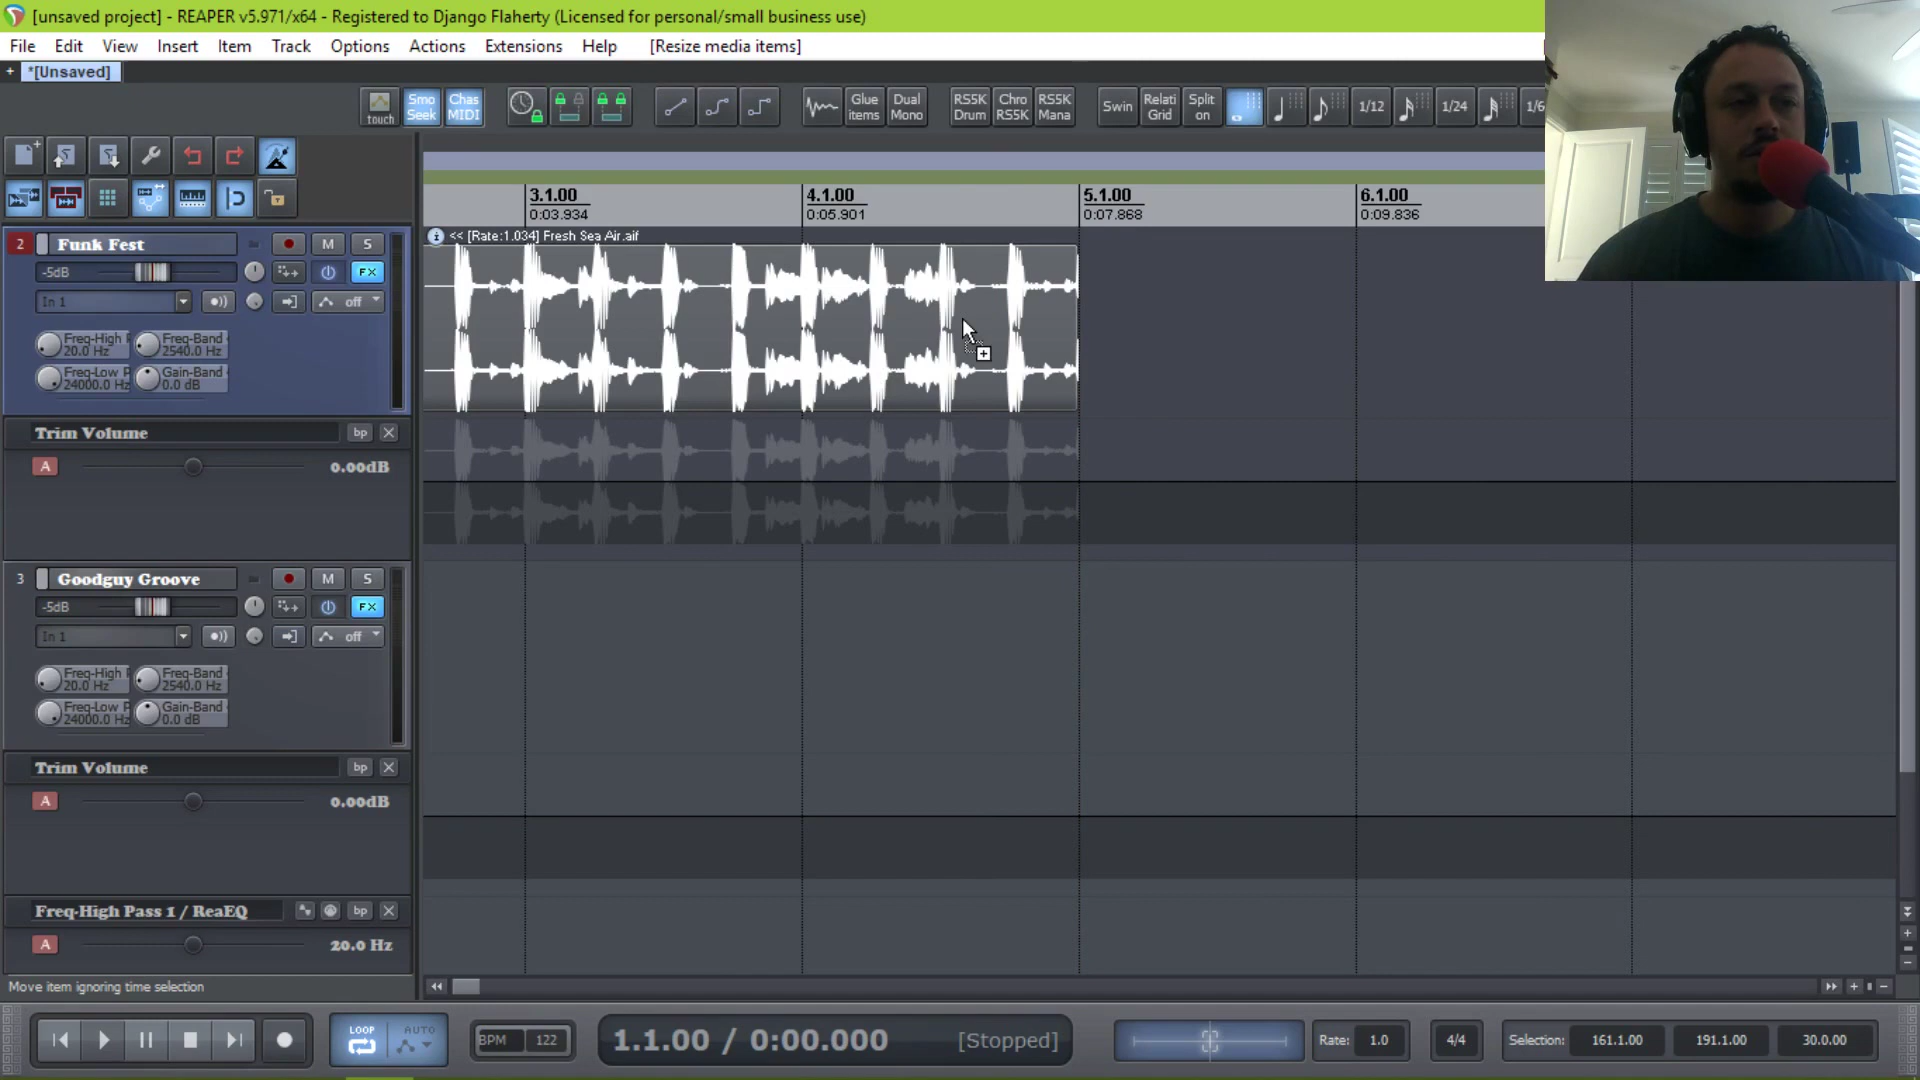 [unsaved project] - REAPER v5.971/x64 - Registered to Django Flaherty (Licensed for personal/small business use)
File Edit View Insert Item Track Options Actions Extensions Help [Resize media items]
+ *[Unsaved]
touch Smo Seek Chas MIDI Glue items Dual Mono RS5K Drum Chro RS5K RS5K Mana Swin Relati Grid Split on 1/12 1/24
3.1.00 4.1.00 5.1.00 6.1.00
0:03.934 0:05.901 0:07.868 0:09.836
<< [Rate:1.034] Fresh Sea Air.aif
2 Funk Fest M S
-5dB FX
In 1 off
Freq-High Freq-Band
20.0 Hz 2540.0 Hz
Freq-Low Gain-Band
24000.0 Hz 0.0 dB
Trim Volume bp
A 0.00dB
3 Goodguy Groove M S
-5dB FX
In 1 off
Freq-High Freq-Band
20.0 Hz 2540.0 Hz
Freq-Low Gain-Band
24000.0 Hz 0.0 dB
Trim Volume bp
A 0.00dB
Freq-High Pass 1 / ReaEQ bp
A 20.0 Hz
Move item ignoring time selection
LOOP AUTO BPM 122 1.1.00 / 0:00.000 [Stopped] Rate: 1.0 4/4 Selection: 161.1.00 191.1.00 30.0.00